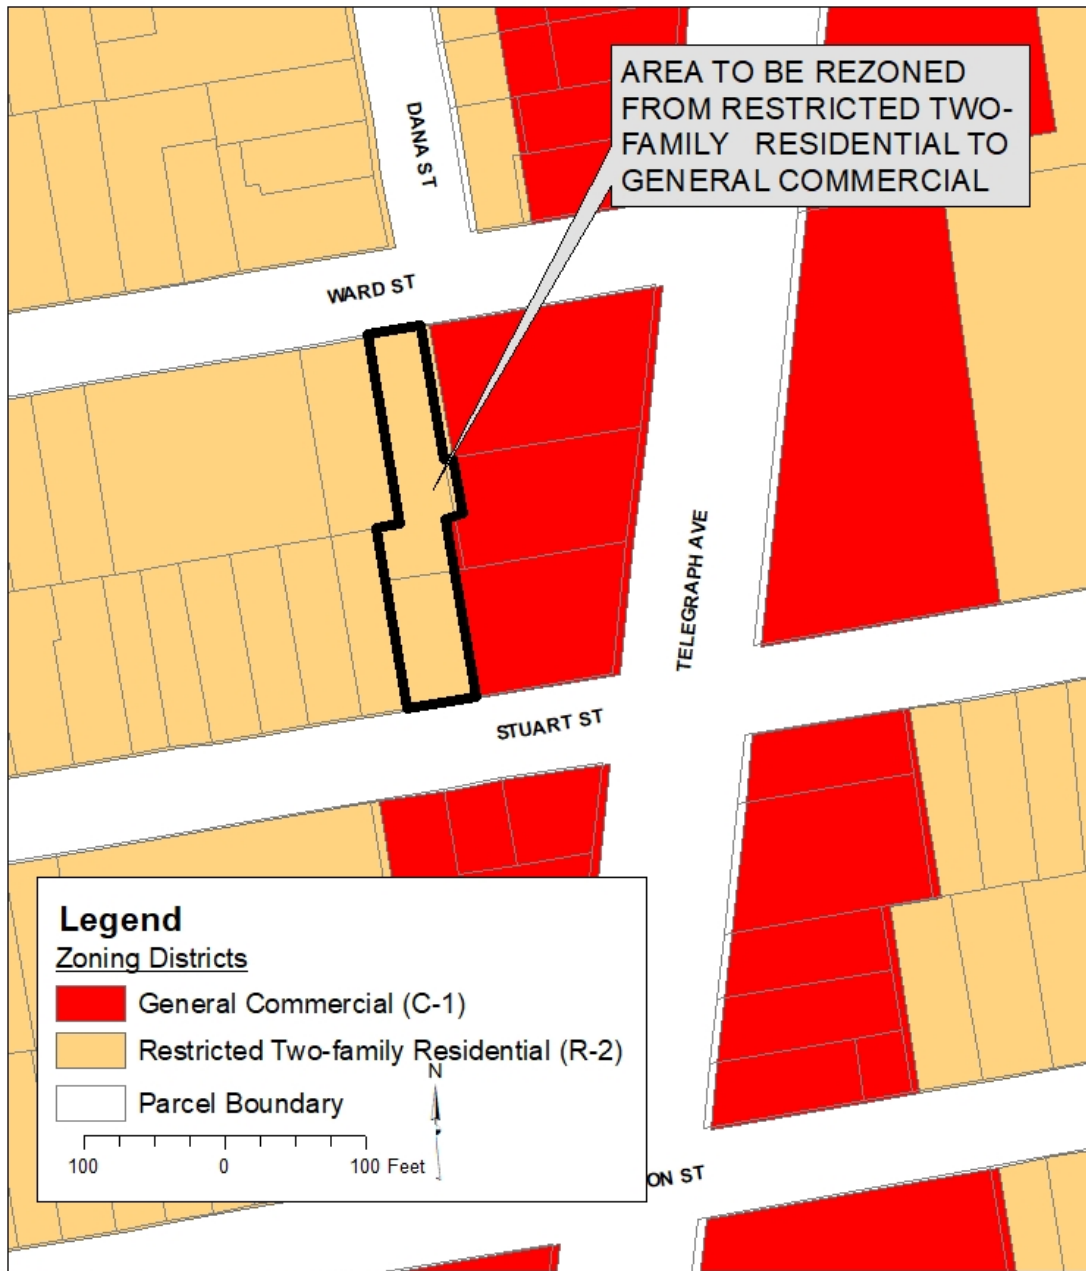 AREA TO BE REZONED
FROM RESTRICTED TWO-
FAMILY RESIDENTIAL TO
GENERAL COMMERCIAL
DANA ST
WARD ST
TELEGRAPH AVE
STUART ST
Legend
Zoning Districts
General Commercial (C-1)
Restricted Two-family Residential (R-2)
Parcel Boundary
N
100 0 100 Feet
ON ST